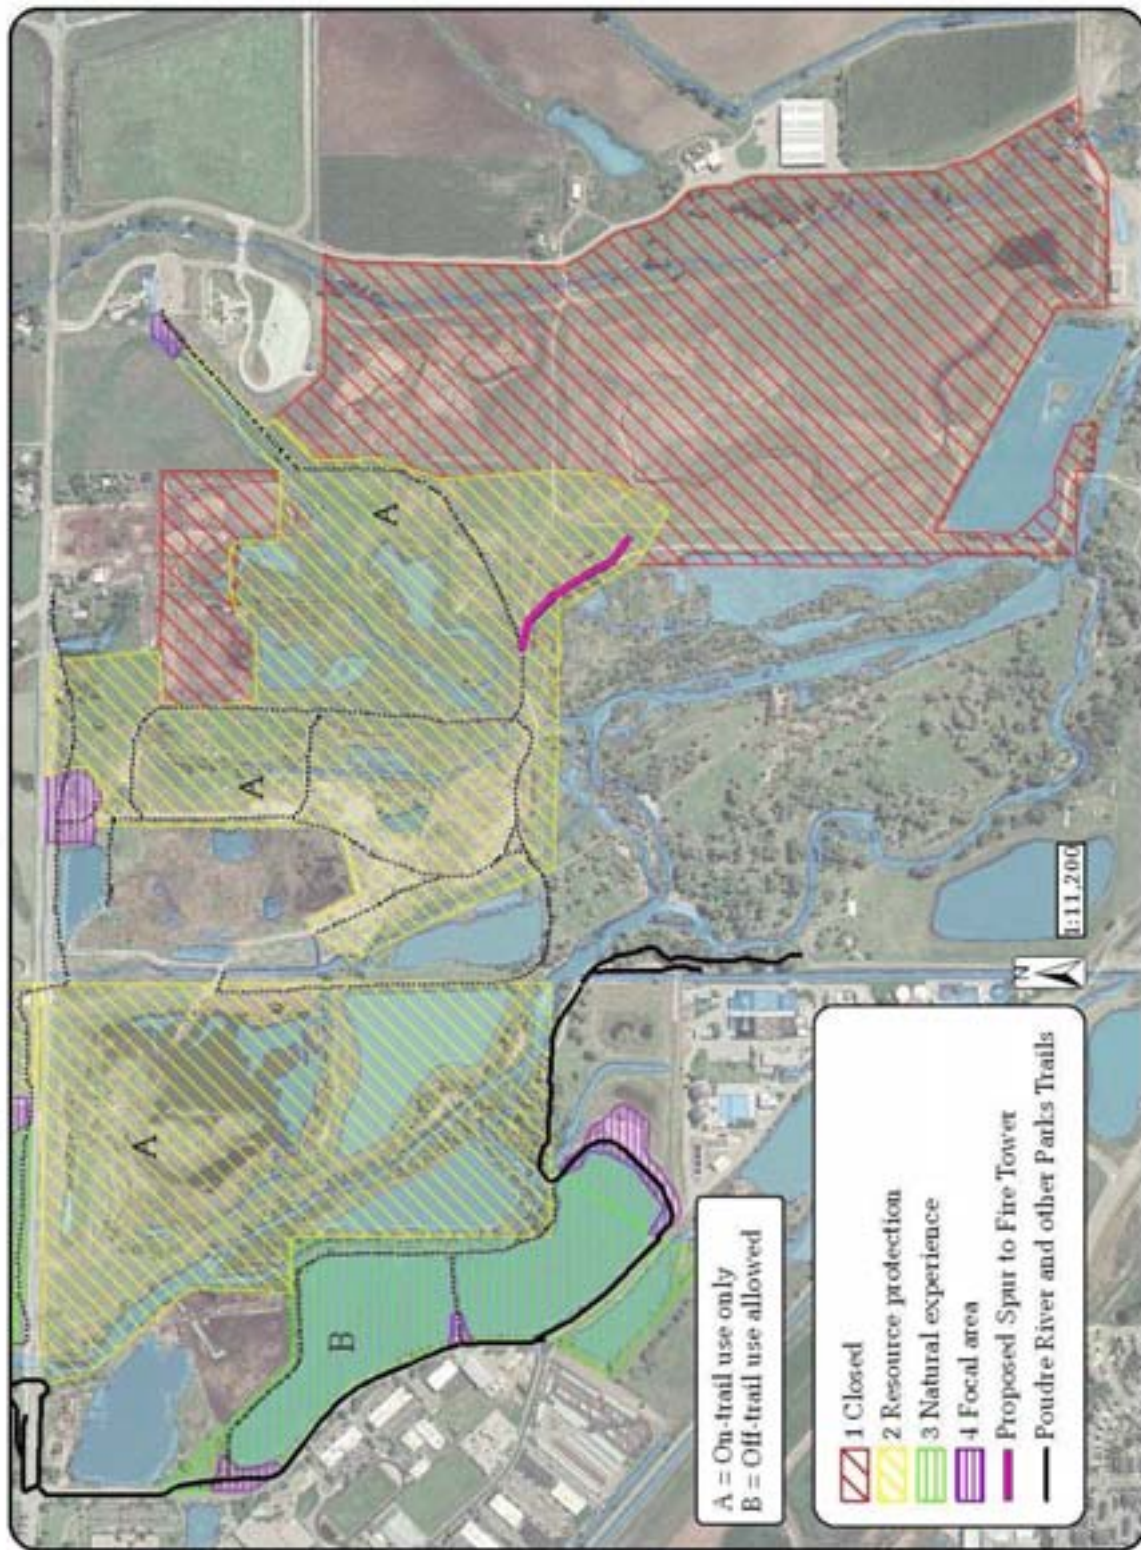 A
A
A
B
A = On-trail use only
B = Off-trail use allowed
1 Closed
2 Resource protection
3 Natural experience
4 Focal area
Proposed Spur to Fire Tower
Poudre River and other Parks Trails
N
1:11,200